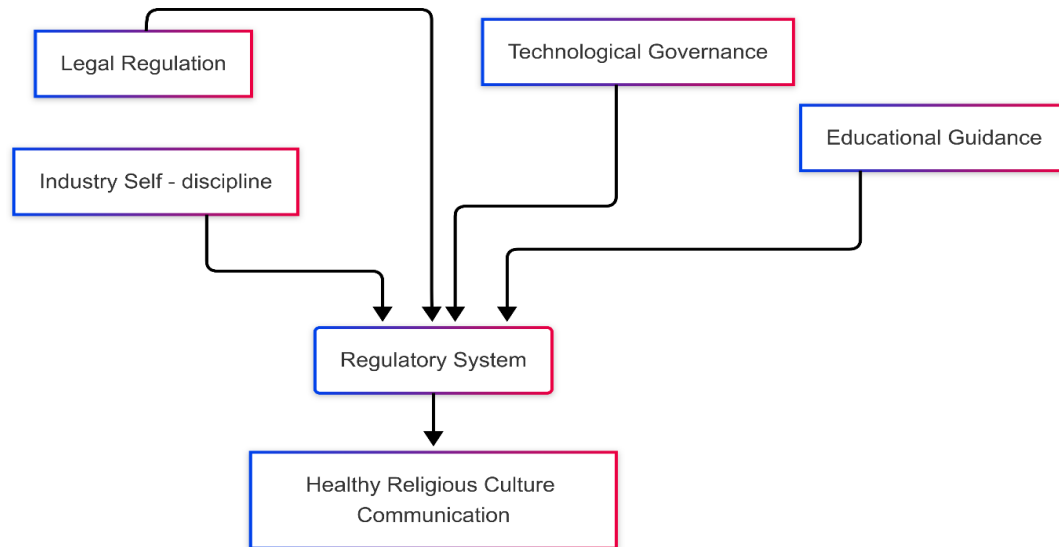 Legal Regulation
Technological Governance
Educational Guidance
Industry Self - discipline
Regulatory System
Healthy Religious Culture
Communication